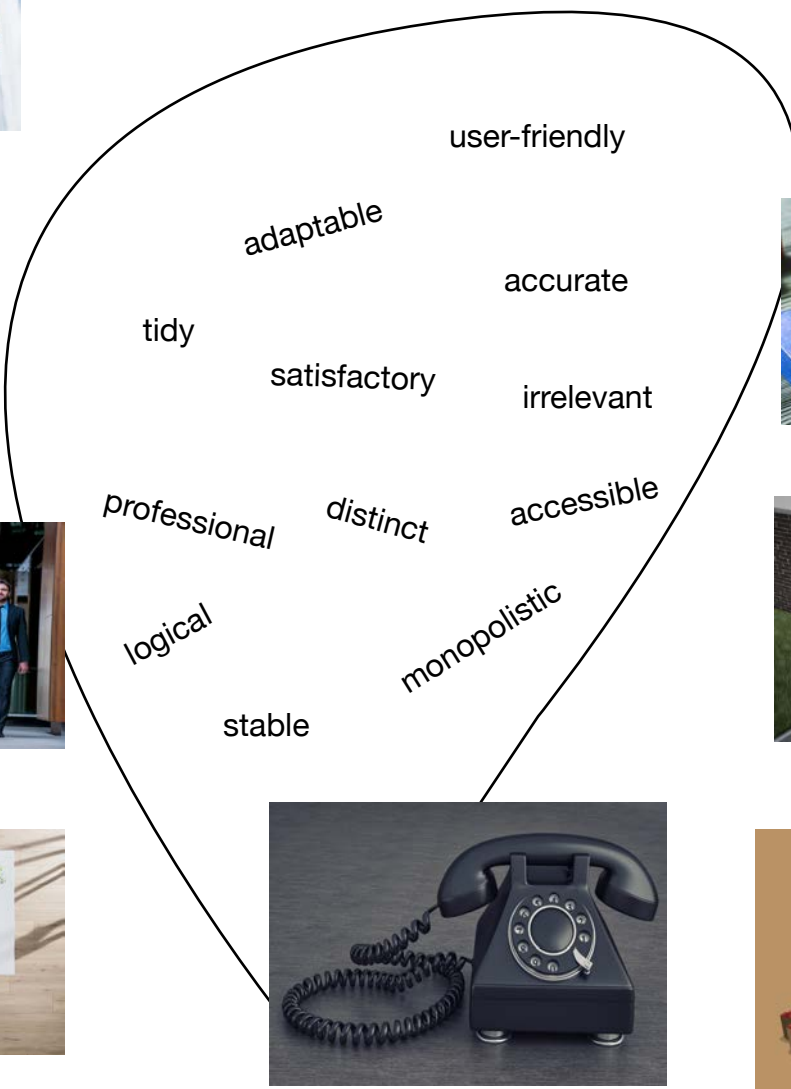 user-friendly
adaptable
accurate
tidy
satisfactory
irrelevant
professional
distinct
accessible
logical
monopolistic
stable